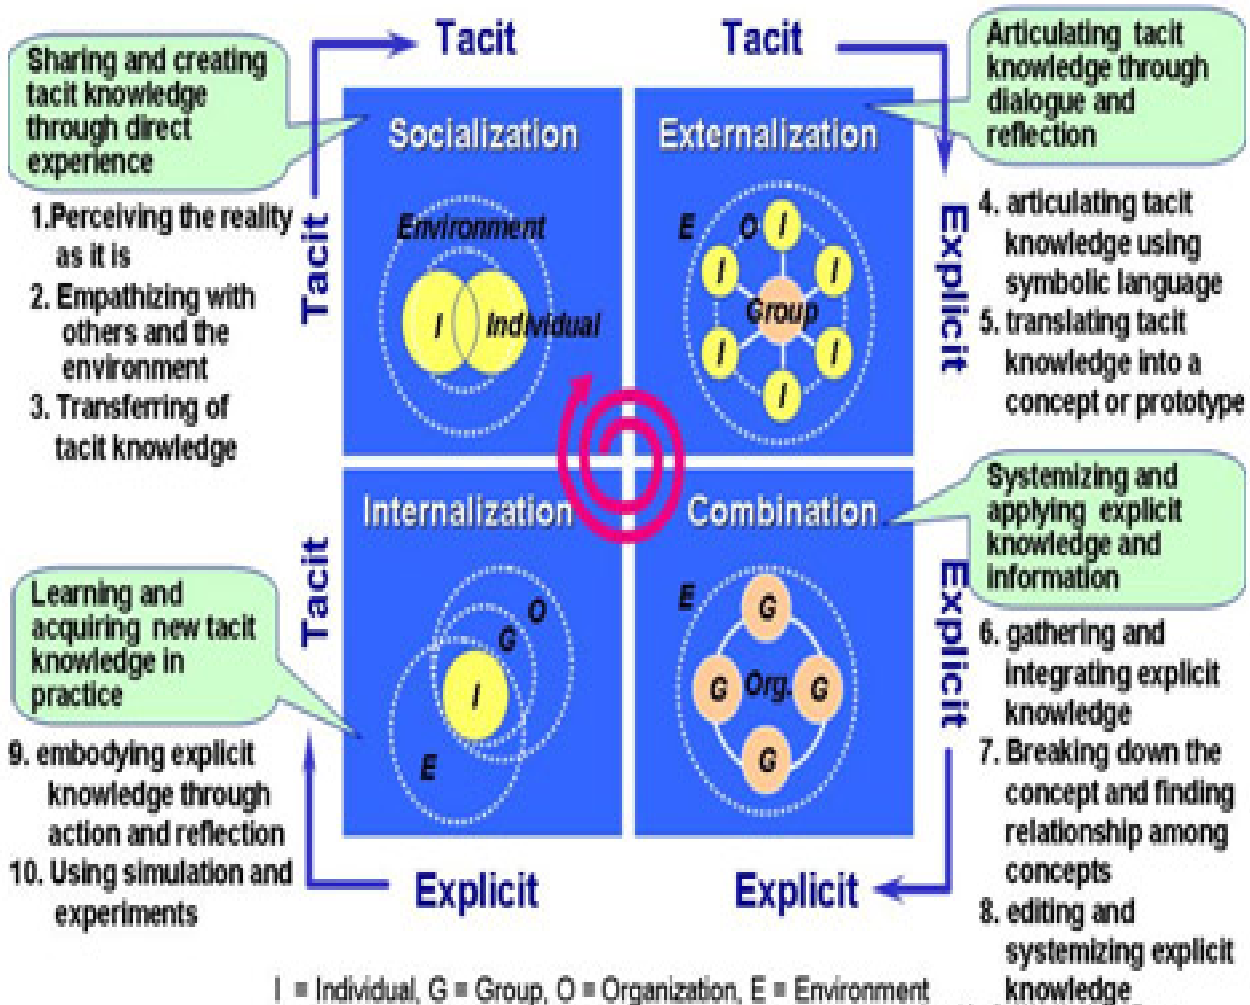 Tacit
Tacit
Sharing and creating
tacit knowledge
through direct
experience
Articulating tacit
knowledge through
dialogue and
reflection
Socialization
Externalization
1.Perceiving the reality
as it is
2. Empathizing with
others and the
environment
3. Transferring of
tacit knowledge
Tacit
Environment
I
Individual
E
O
I
I
I
Group
I
I
I
Explicit
4. articulating tacit
knowledge using
symbolic language
5. translating tacit
knowledge into a
concept or prototype
Internalization
Combination
Systemizing and
applying explicit
knowledge and
information
Tacit
Learning and
acquiring new tacit
knowledge in
practice
O
G
I
E
E
G
G
Org.
G
G
Explicit
6. gathering and
integrating explicit
knowledge
7. Breaking down the
concept and finding
relationship among
concepts
8. editing and
systemizing explicit
knowledge
9. embodying explicit
knowledge through
action and reflection
10. Using simulation and
experiments
Explicit
Explicit
I = Individual, G = Group, O = Organization, E = Environment